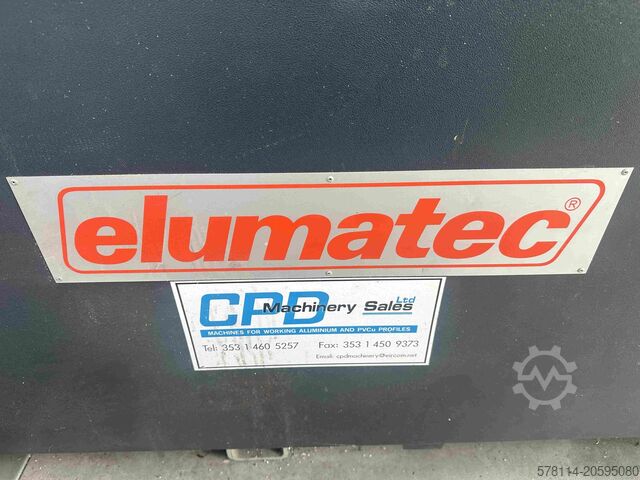 elumatec®
CPD Machinery Sales Ltd
MACHINES FOR WORKING ALUMINIUM AND PVCu PROFILES
Tel: 353 1 460 5257 Fax: 353 1 450 9373
Email: cpdmachinery@eircom.net
578114-20595080